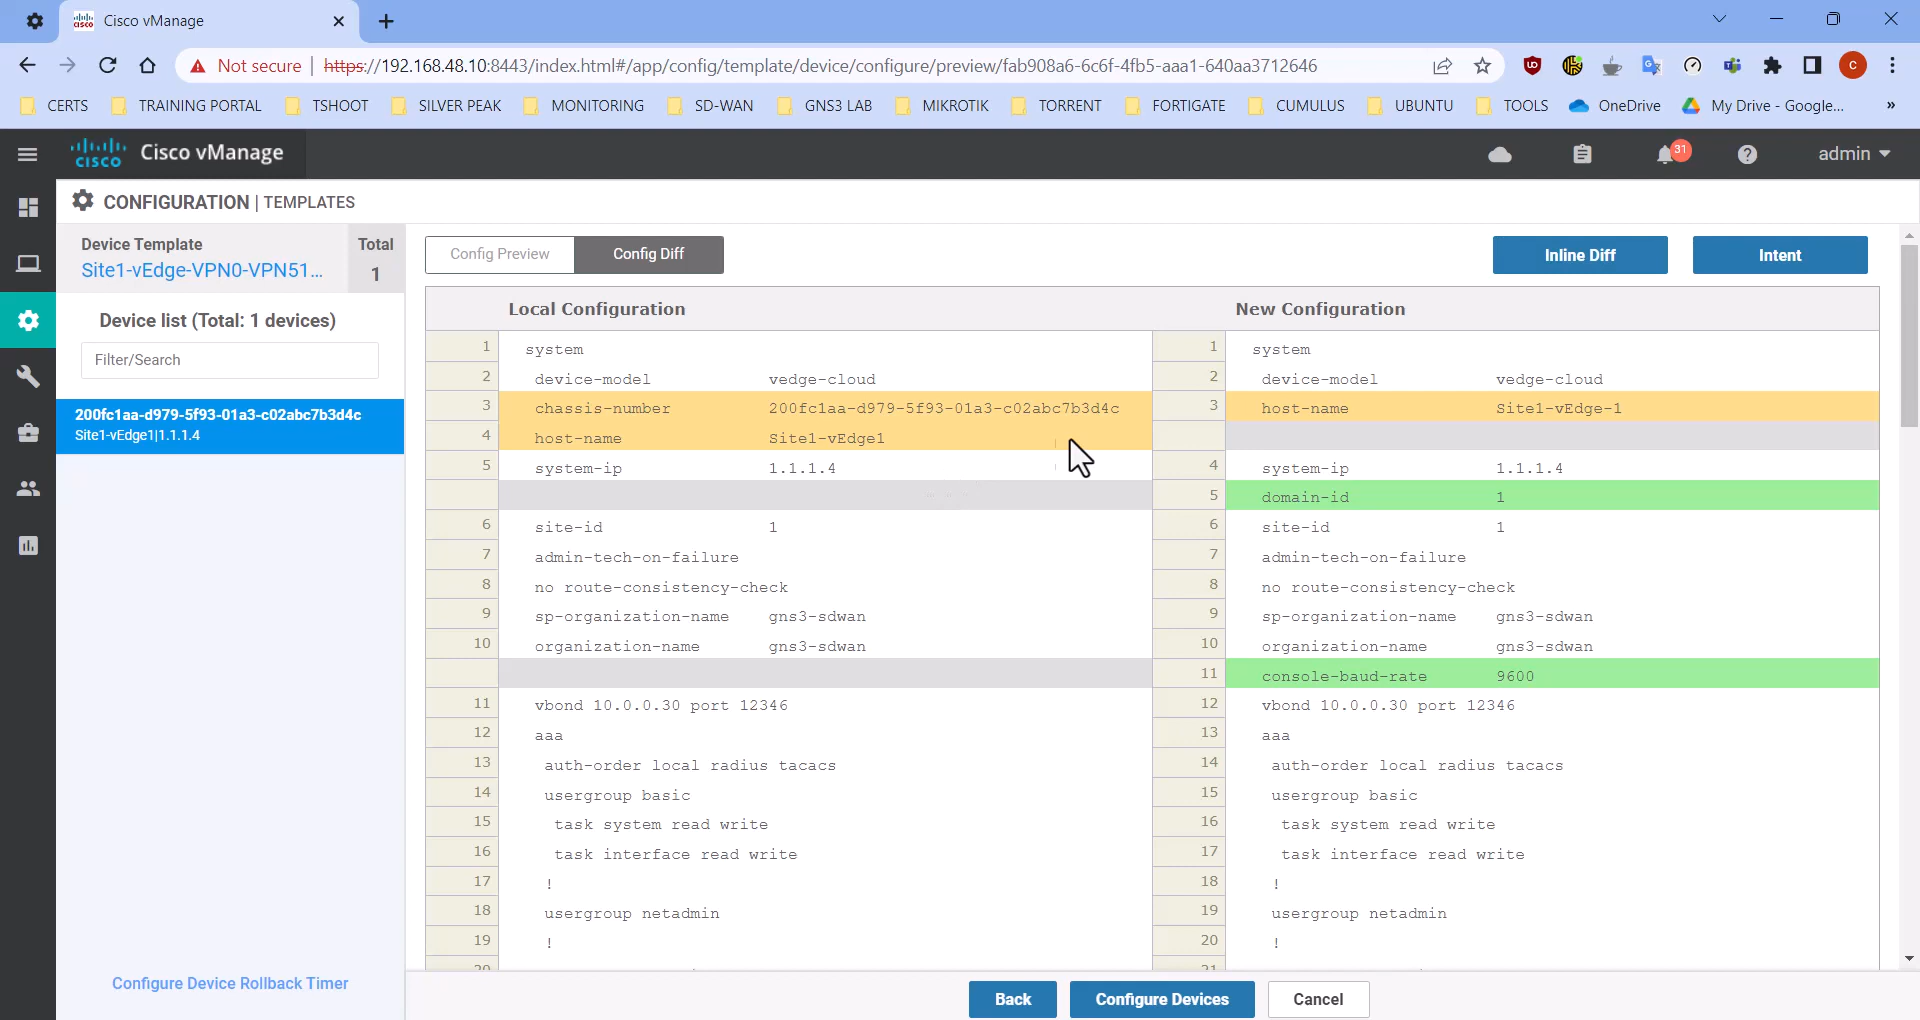 Cisco vManage
Not secure | https://192.168.48.10:8443/index.html#/app/config/template/device/configure/preview/fab908a6-6c6f-4fb5-aaa1-640aa3712646
C
CERTS TRAINING PORTAL TSHOOT SILVER PEAK MONITORING SD-WAN GNS3 LAB MIKROTIK TORRENT FORTIGATE CUMULUS UBUNTU TOOLS OneDrive My Drive - Google... »
cisco Cisco vManage 31 admin
CONFIGURATION | TEMPLATES
Device Template Total
Site1-vEdge-VPN0-VPN51... 1
Device list (Total: 1 devices)
Filter/Search
200fc1aa-d979-5f93-01a3-c02abc7b3d4c
Site1-vEdge1|1.1.1.4
Configure Device Rollback Timer
Config Preview Config Diff Inline Diff Intent
Local Configuration New Configuration
1 system 1 system
2 device-model vedge-cloud 2 device-model vedge-cloud
3 chassis-number 200fc1aa-d979-5f93-01a3-c02abc7b3d4c 3 host-name Site1-vEdge-1
4 host-name Site1-vEdge1
5 system-ip 1.1.1.4 4 system-ip 1.1.1.4
5 domain-id 1
6 site-id 1 6 site-id 1
7 admin-tech-on-failure 7 admin-tech-on-failure
8 no route-consistency-check 8 no route-consistency-check
9 sp-organization-name gns3-sdwan 9 sp-organization-name gns3-sdwan
10 organization-name gns3-sdwan 10 organization-name gns3-sdwan
11 console-baud-rate 9600
11 vbond 10.0.0.30 port 12346 12 vbond 10.0.0.30 port 12346
12 aaa 13 aaa
13 auth-order local radius tacacs 14 auth-order local radius tacacs
14 usergroup basic 15 usergroup basic
15 task system read write 16 task system read write
16 task interface read write 17 task interface read write
17 ! 18 !
18 usergroup netadmin 19 usergroup netadmin
19 ! 20 !
20 21
Back Configure Devices Cancel